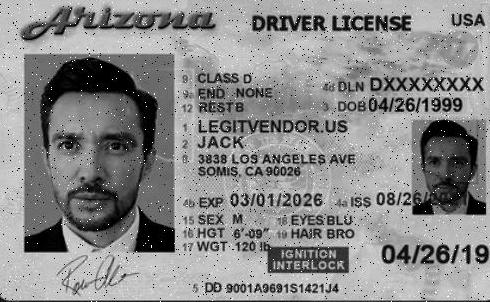 Arizona DRIVER LICENSE USA
9 CLASS D
9a END NONE
12 REST B
4d DLN DXXXXXXXX
3 DOB 04/26/1999
1 LEGITVENDOR.US
2 JACK
8 3838 LOS ANGELES AVE
SOMIS, CA 90026
4b EXP 03/01/2026 4a ISS 08/26/
15 SEX M 18 EYES BLU
16 HGT 6'-09" 19 HAIR BRO
17 WGT 120 lb
IGNITION
INTERLOCK
04/26/19
5 DD 9001A9691S1421J4